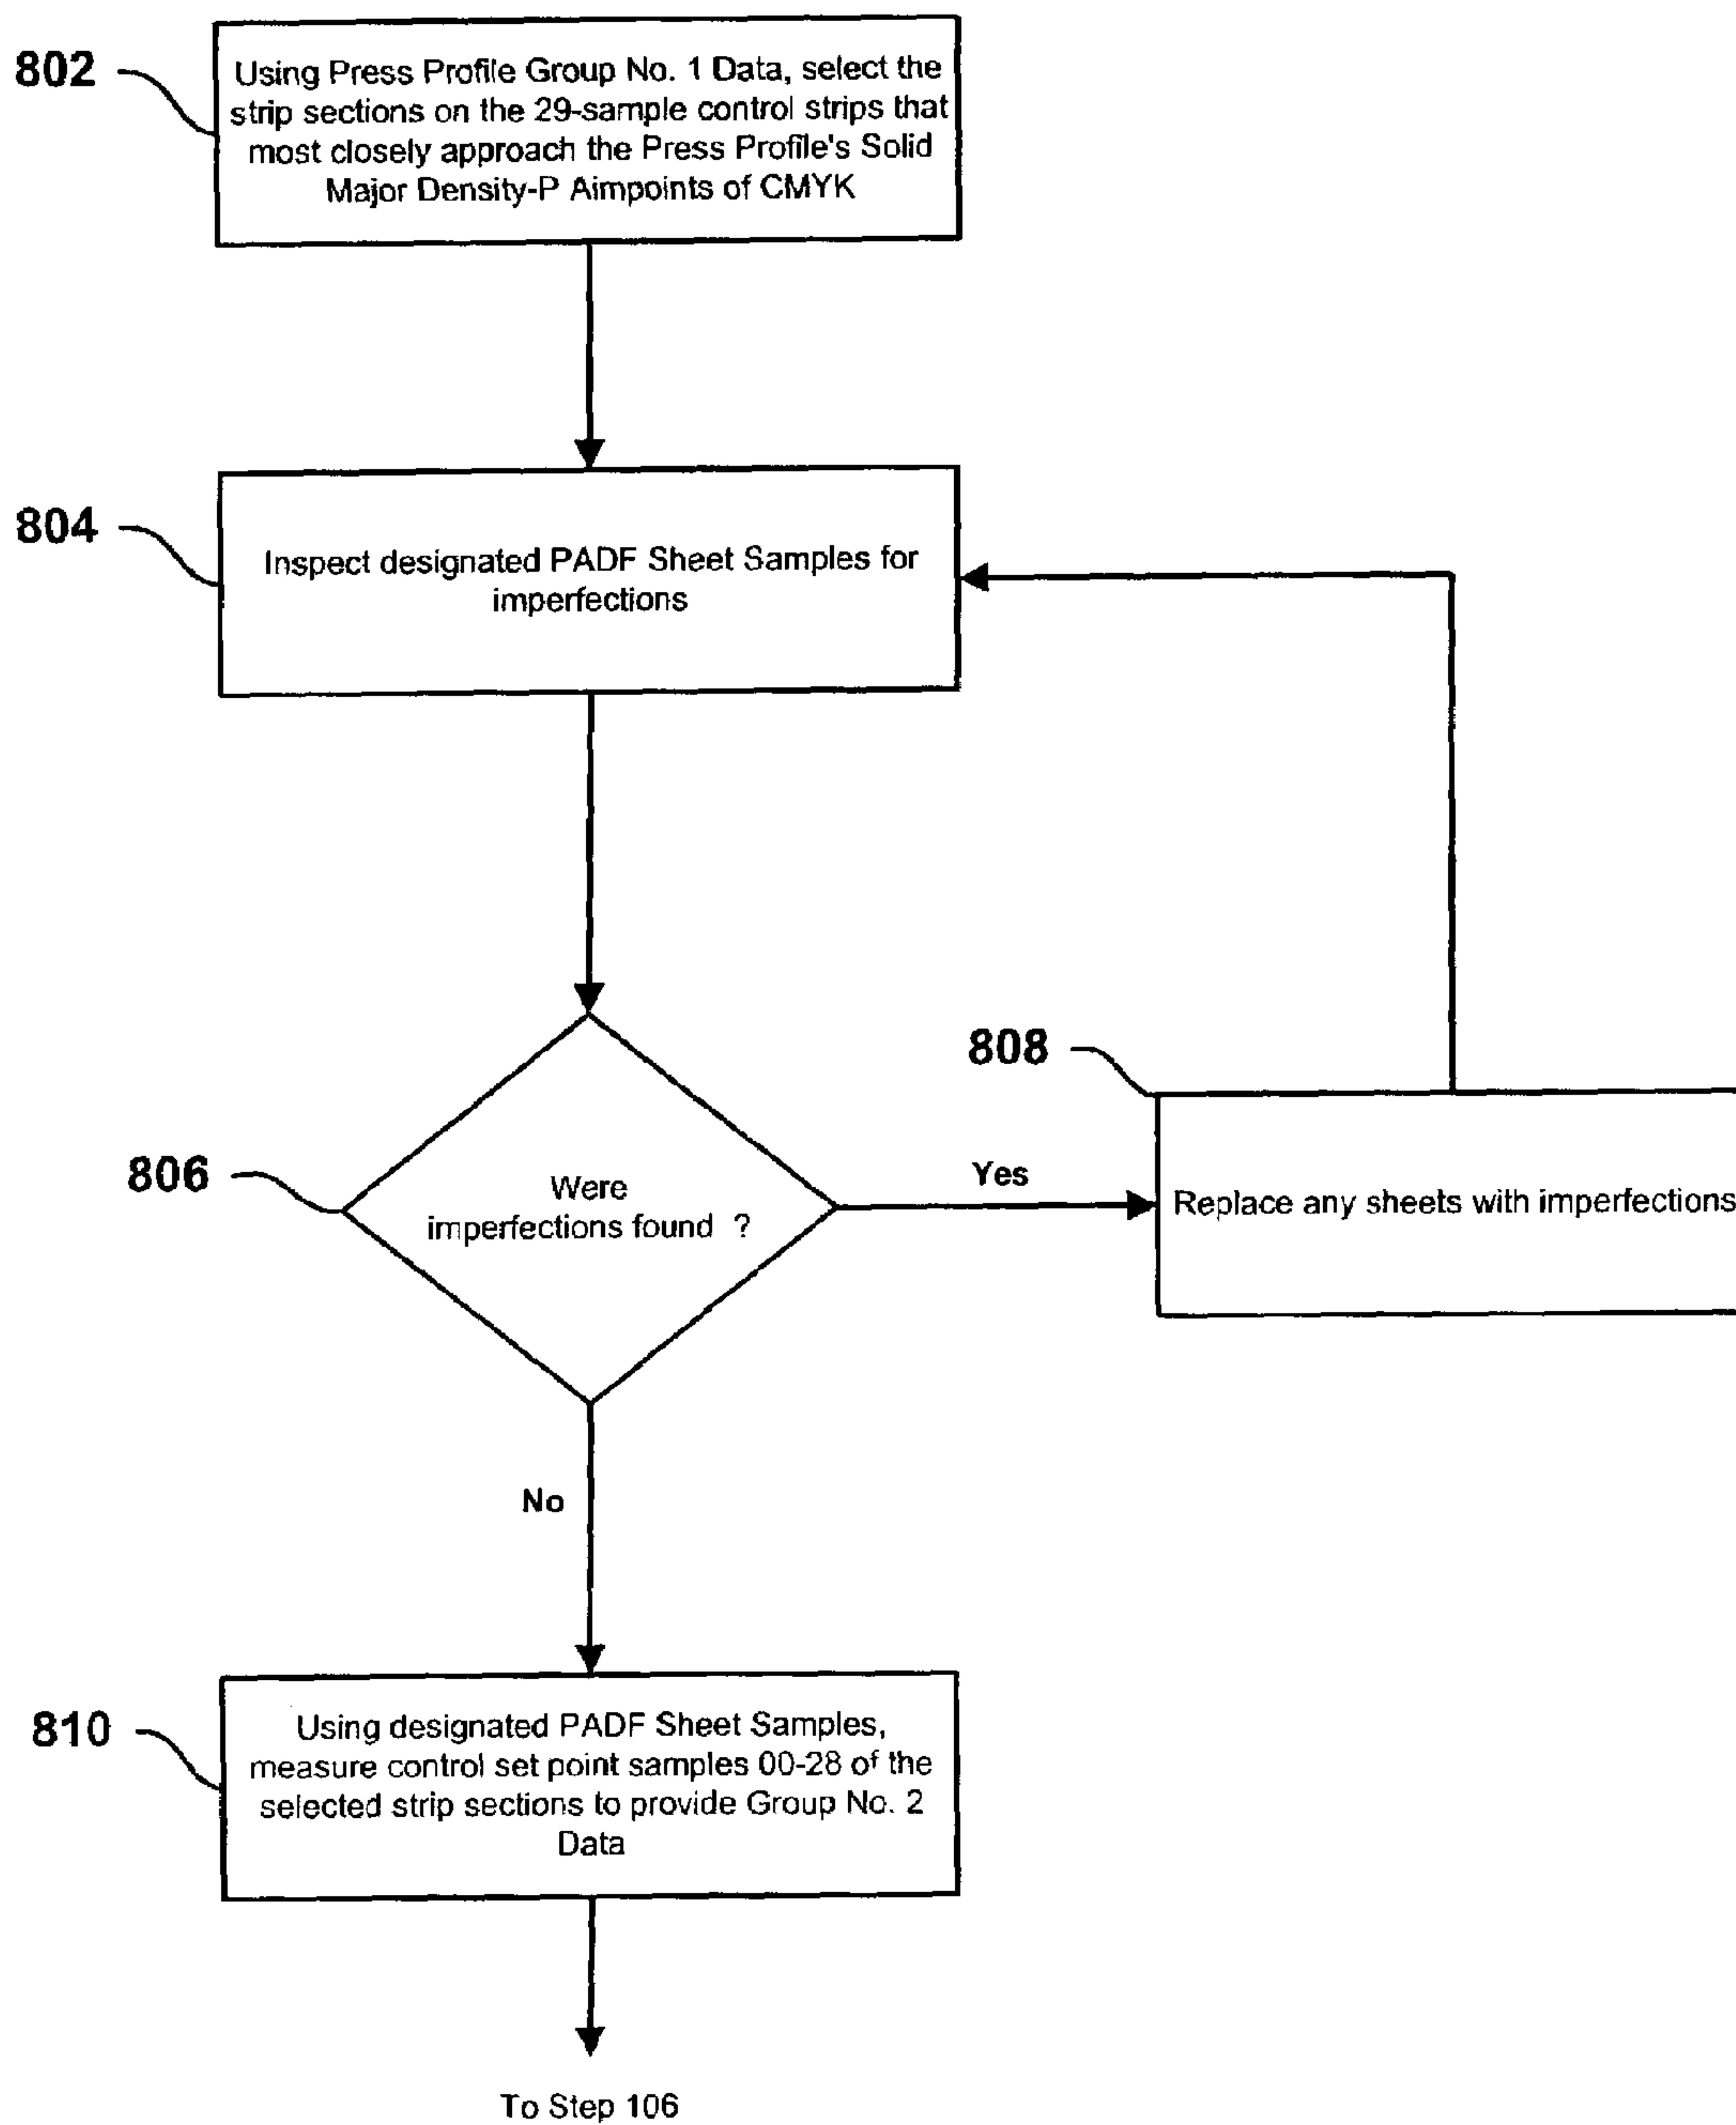 802
Using Press Profile Group No. 1 Data, select the
strip sections on the 29-sample control strips that
most closely approach the Press Profile's Solid
Major Density-P Aimpoints of CMYK
804
Inspect designated PADF Sheet Samples for
imperfections
806
Were
imperfections found ?
Yes
808
Replace any sheets with imperfections
No
810
Using designated PADF Sheet Samples,
measure control set point samples 00-28 of the
selected strip sections to provide Group No. 2
Data
To Step 106